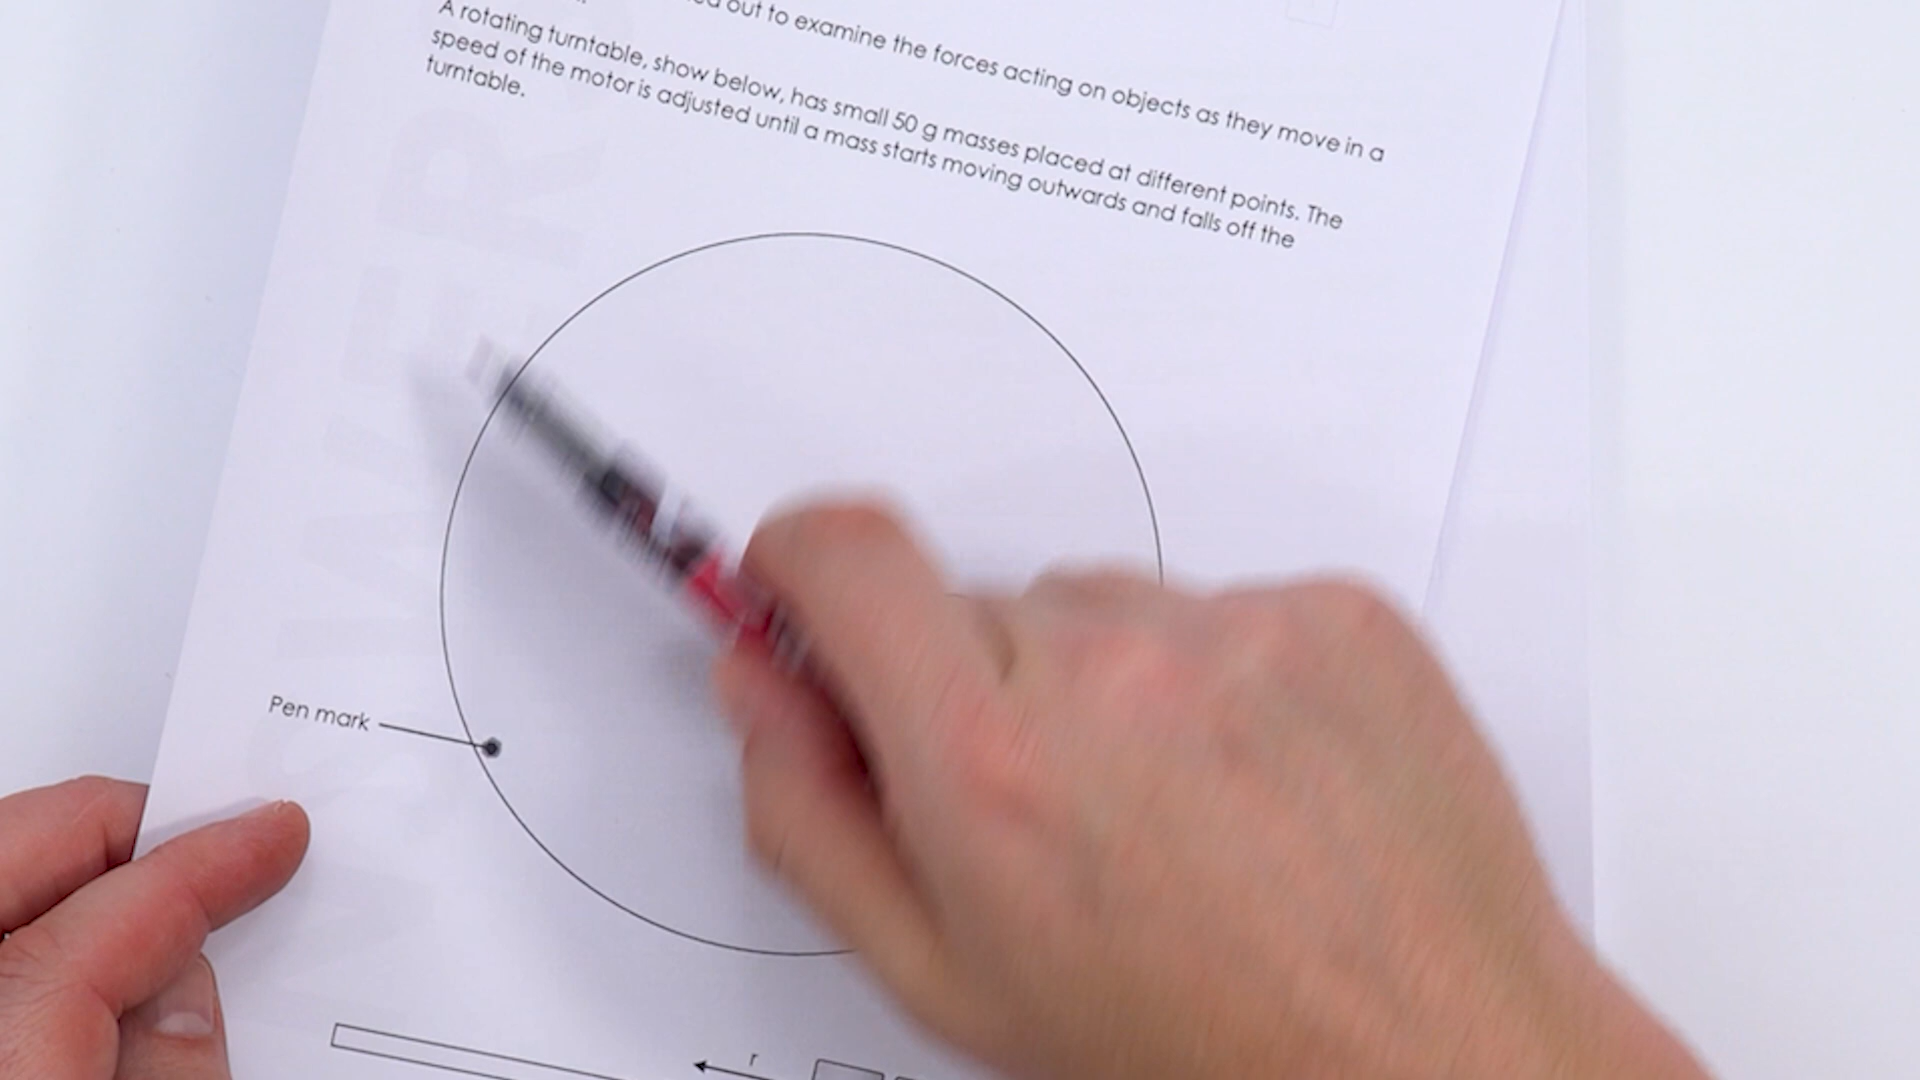 out to examine the forces acting on objects as they move in a
A rotating turntable, show below, has small 50 g masses placed at different points. The
speed of the motor is adjusted until a mass starts moving outwards and falls off the
turntable.
Pen mark
r